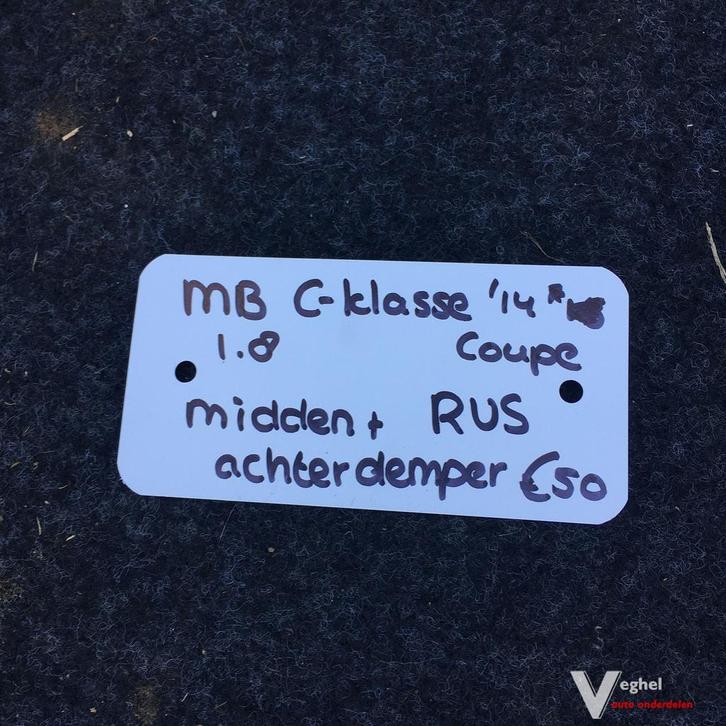 MB C-klasse '14
1.8 Coupe
midden + RUS
achterdemper €50
Veghel
auto onderdelen